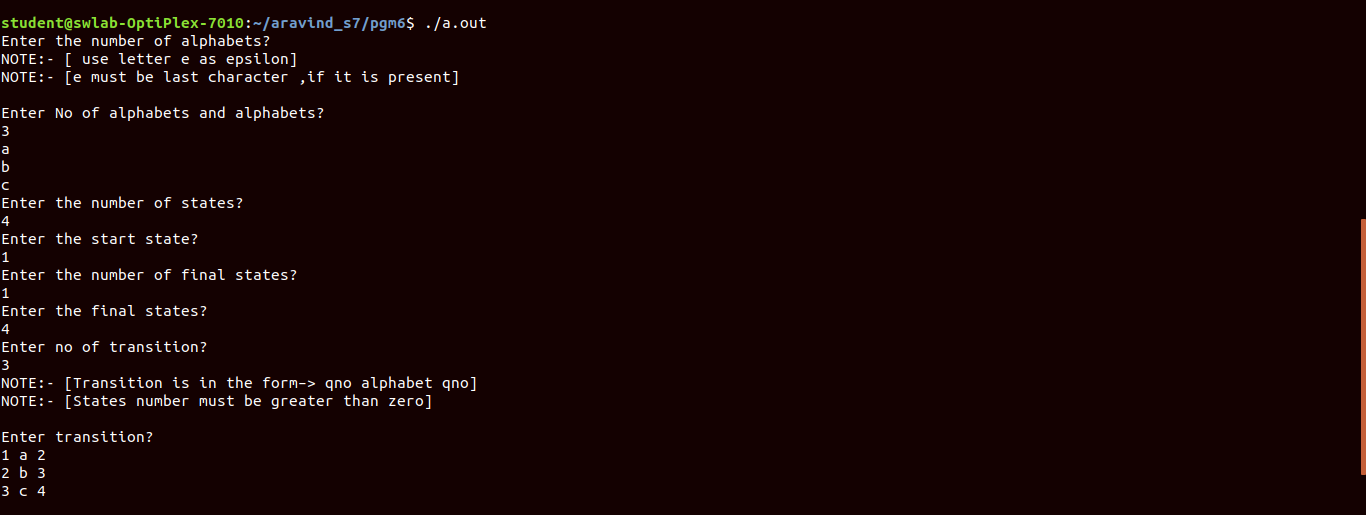 student@swlab-OptiPlex-7010:~/aravind_s7/pgm6$ ./a.out
Enter the number of alphabets?
NOTE:- [ use letter e as epsilon]
NOTE:- [e must be last character ,if it is present]
Enter No of alphabets and alphabets?
3
a
b
c
Enter the number of states?
4
Enter the start state?
1
Enter the number of final states?
1
Enter the final states?
4
Enter no of transition?
3
NOTE:- [Transition is in the form-> qno alphabet qno]
NOTE:- [States number must be greater than zero]
Enter transition?
1 a 2
2 b 3
3 c 4